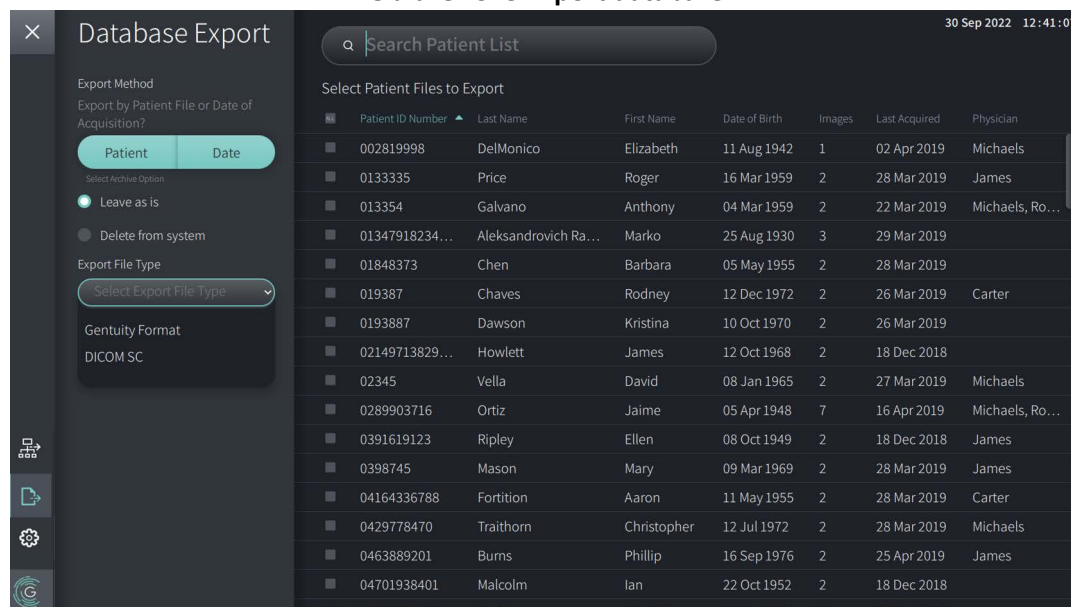 Database Export
Search Patient List
30 Sep 2022 12:41:0
Export Method
Export by Patient File or Date of
Acquisition?
Patient Date
Select Archive Option
Leave as is
Delete from system
Export File Type
Select Export File Type
Gentuity Format
DICOM SC
Select Patient Files to Export
ALL Patient ID Number Last Name First Name Date of Birth Images Last Acquired Physician
002819998 DelMonico Elizabeth 11 Aug 1942 1 02 Apr 2019 Michaels
0133335 Price Roger 16 Mar 1959 2 28 Mar 2019 James
013354 Galvano Anthony 04 Mar 1959 2 22 Mar 2019 Michaels, Ro...
01347918234... Aleksandrovich Ra... Marko 25 Aug 1930 3 29 Mar 2019
01848373 Chen Barbara 05 May 1955 2 28 Mar 2019
019387 Chaves Rodney 12 Dec 1972 2 26 Mar 2019 Carter
0193887 Dawson Kristina 10 Oct 1970 2 26 Mar 2019
02149713829... Howlett James 12 Oct 1968 2 18 Dec 2018
02345 Vella David 08 Jan 1965 2 27 Mar 2019 Michaels
0289903716 Ortiz Jaime 05 Apr 1948 7 16 Apr 2019 Michaels, Ro...
0391619123 Ripley Ellen 08 Oct 1949 2 18 Dec 2018 James
0398745 Mason Mary 09 Mar 1969 2 28 Mar 2019 James
04164336788 Fortition Aaron 11 May 1955 2 28 Mar 2019 Carter
0429778470 Traithorn Christopher 12 Jul 1972 2 28 Mar 2019 Michaels
0463889201 Burns Phillip 16 Sep 1976 2 25 Apr 2019 James
04701938401 Malcolm Ian 22 Oct 1952 2 18 Dec 2018
G